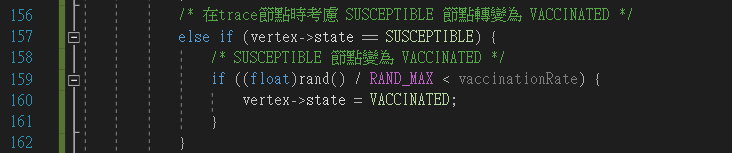 156 /* 在trace節點時考慮 SUSCEPTIBLE 節點轉變為 VACCINATED */
157 else if (vertex->state == SUSCEPTIBLE) {
158 /* SUSCEPTIBLE 節點變為 VACCINATED */
159 if ((float)rand() / RAND_MAX < vaccinationRate) {
160 vertex->state = VACCINATED;
161 }
162 }